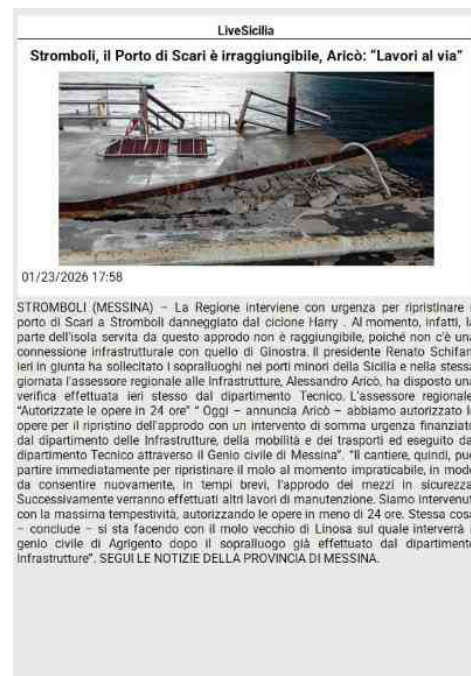 LiveSicilia
Stromboli, il Porto di Scari è irraggiungibile, Aricò: “Lavori al via”
01/23/2026 17:58
STROMBOLI (MESSINA) – La Regione interviene con urgenza per ripristinare i
porto di Scari a Stromboli danneggiato dal ciclone Harry . Al momento, infatti, la
parte dell'isola servita da questo approdo non è raggiungibile, poiché non c'è una
connessione infrastrutturale con quello di Ginostra. Il presidente Renato Schifani
ieri in giunta ha sollecitato i sopralluoghi nei porti minori della Sicilia e nella stessa
giornata l'assessore regionale alle Infrastrutture, Alessandro Aricò, ha disposto una
verifica effettuata ieri stesso dal dipartimento Tecnico. L'assessore regionale
“Autorizzate le opere in 24 ore” “ Oggi – annuncia Aricò – abbiamo autorizzato le
opere per il ripristino dell'approdo con un intervento di somma urgenza finanziato
dal dipartimento delle Infrastrutture, della mobilità e dei trasporti ed eseguito da
dipartimento Tecnico attraverso il Genio civile di Messina”. “Il cantiere, quindi, può
partire immediatamente per ripristinare il molo al momento impraticabile, in modo
da consentire nuovamente, in tempi brevi, l'approdo dei mezzi in sicurezza.
Successivamente verranno effettuati altri lavori di manutenzione. Siamo intervenuti
con la massima tempestività, autorizzando le opere in meno di 24 ore. Stessa cosa
– conclude – si sta facendo con il molo vecchio di Linosa sul quale interverrà i
genio civile di Agrigento dopo il sopralluogo già effettuato dal dipartimento
Infrastrutture”. SEGUI LE NOTIZIE DELLA PROVINCIA DI MESSINA.